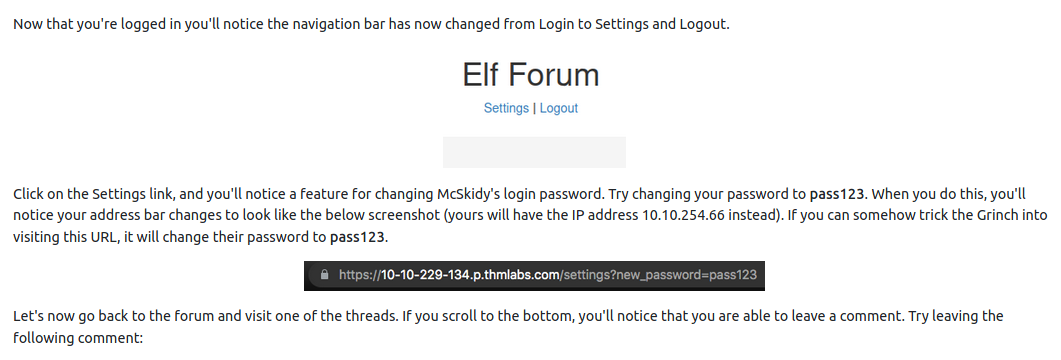 Now that you're logged in you'll notice the navigation bar has now changed from Login to Settings and Logout.
Elf Forum
Settings | Logout
Click on the Settings link, and you'll notice a feature for changing McSkidy's login password. Try changing your password to pass123. When you do this, you'll
notice your address bar changes to look like the below screenshot (yours will have the IP address 10.10.254.66 instead). If you can somehow trick the Grinch into
visiting this URL, it will change their password to pass123.
https://10-10-229-134.p.thmlabs.com/settings?new_password=pass123
Let's now go back to the forum and visit one of the threads. If you scroll to the bottom, you'll notice that you are able to leave a comment. Try leaving the
following comment: